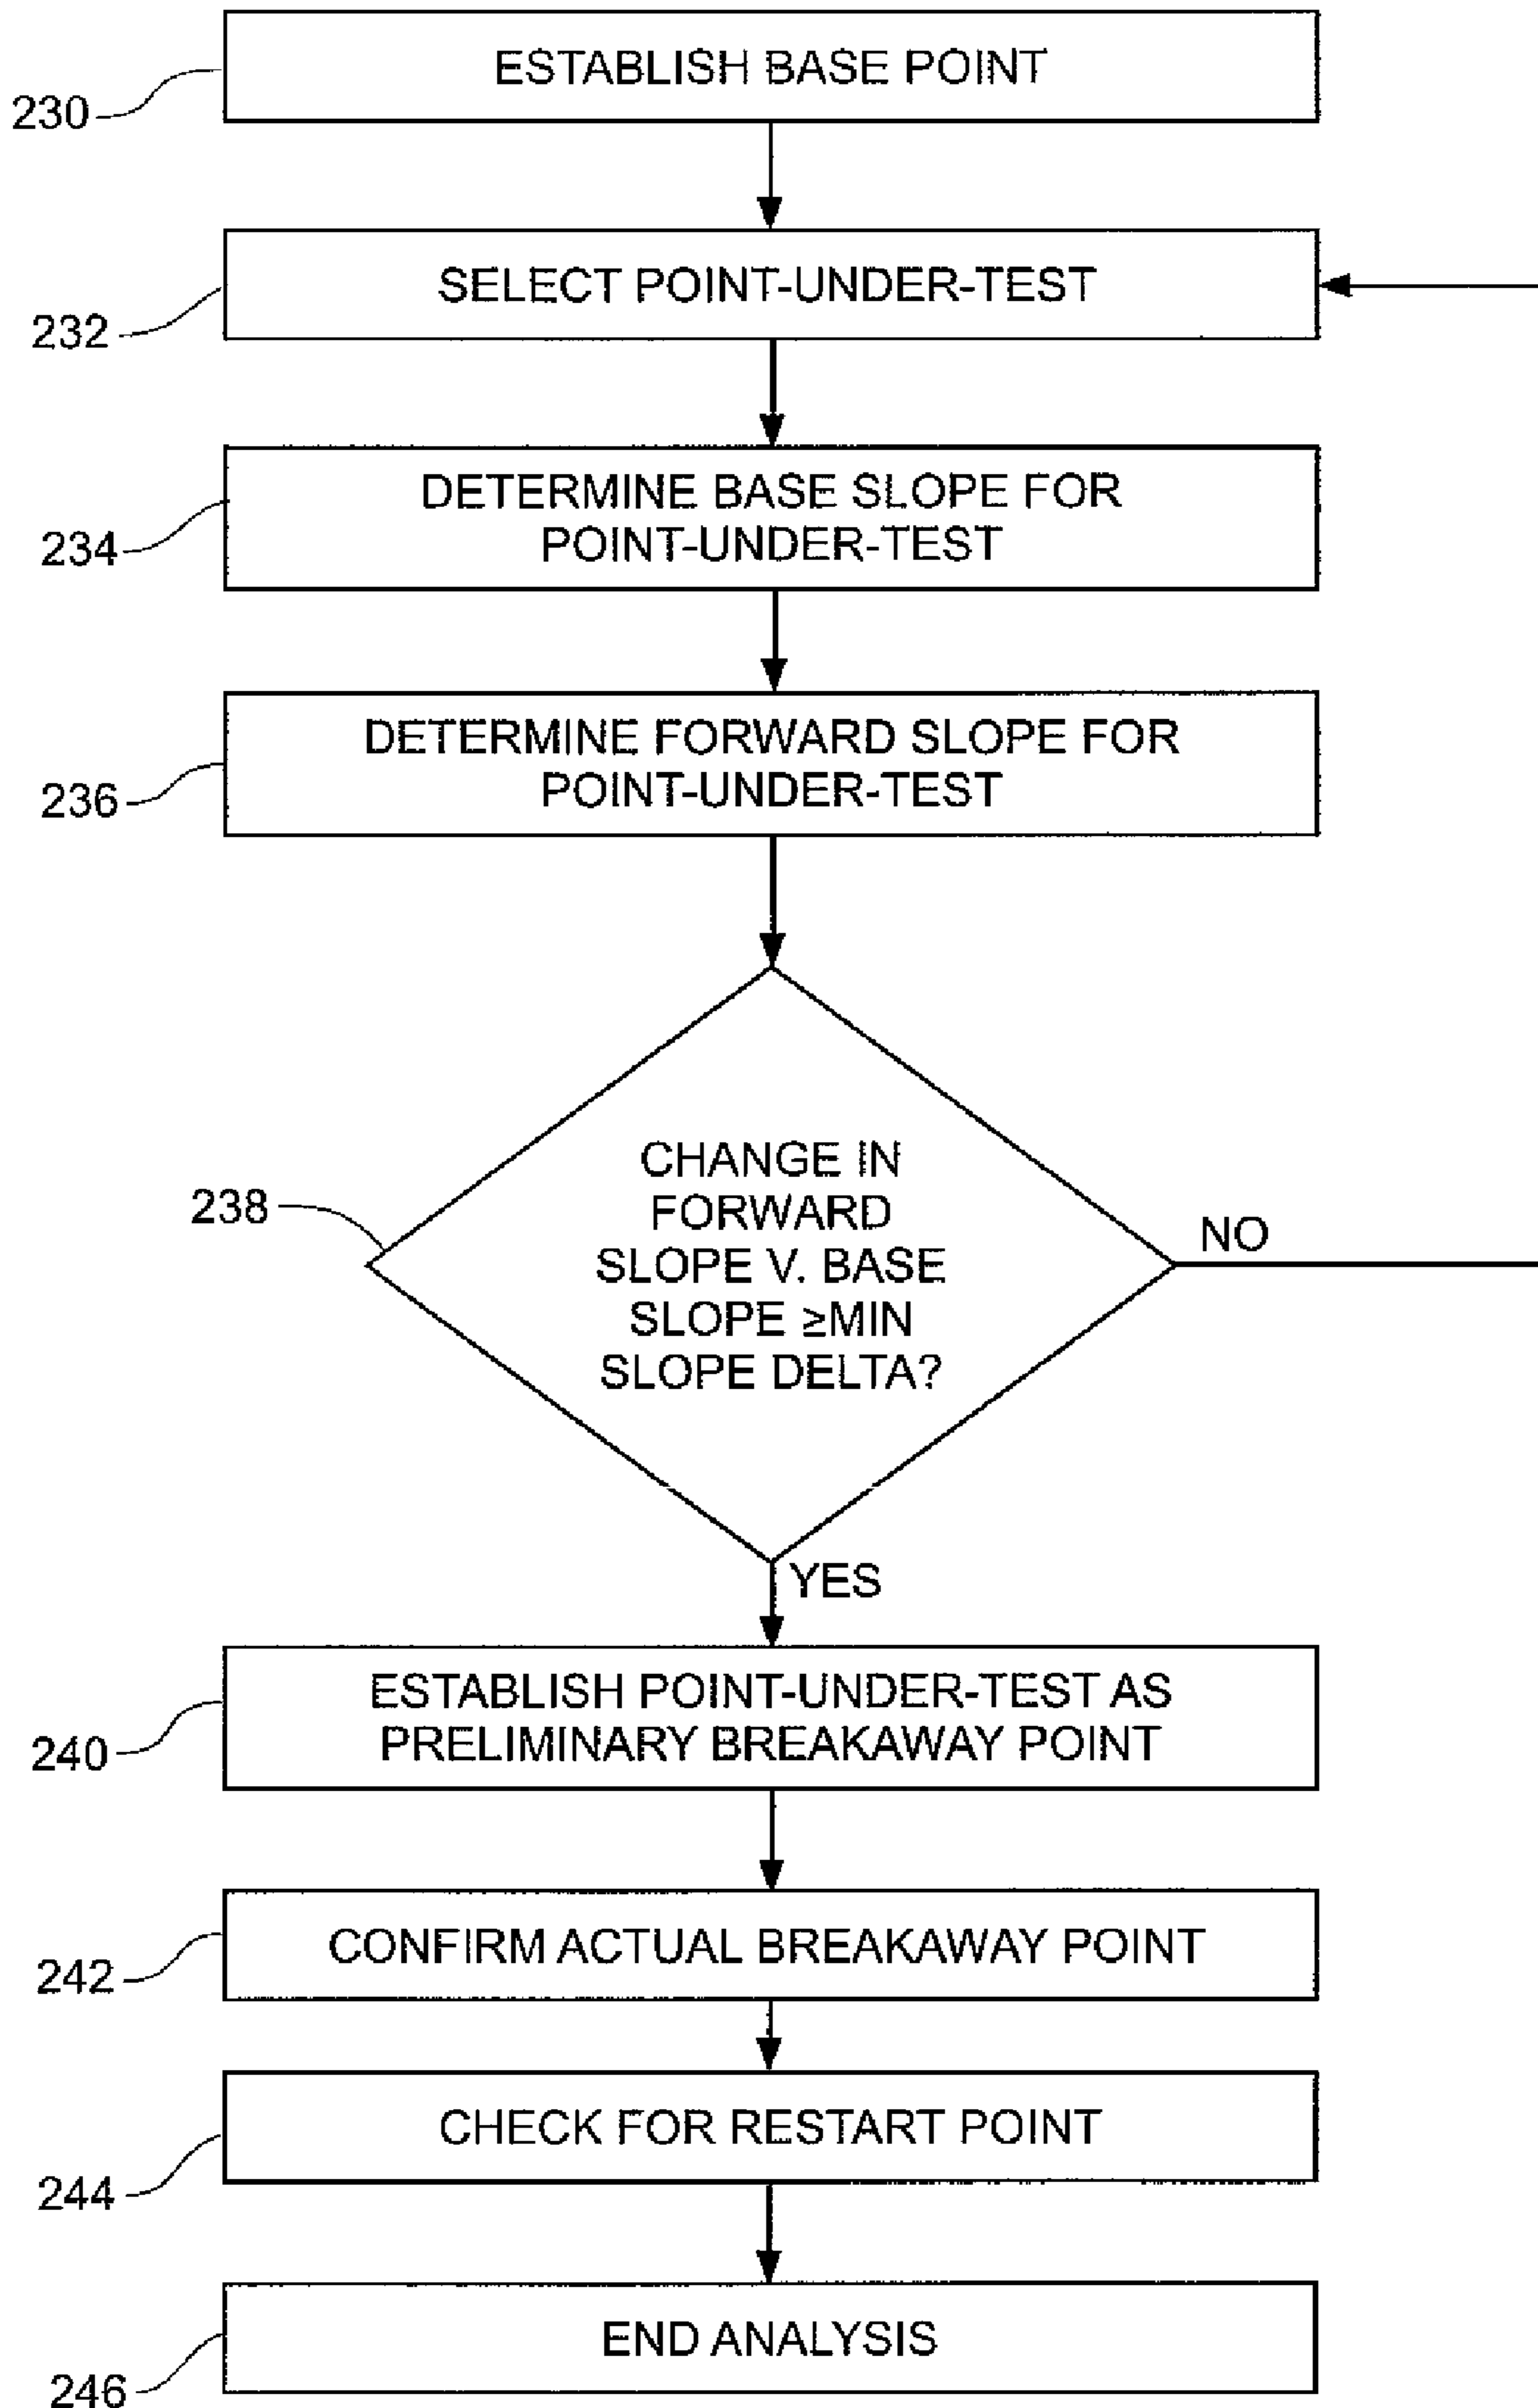 ESTABLISH BASE POINT
230
SELECT POINT-UNDER-TEST
232
DETERMINE BASE SLOPE FOR
POINT-UNDER-TEST
234
DETERMINE FORWARD SLOPE FOR
POINT-UNDER-TEST
236
CHANGE IN
FORWARD
SLOPE V. BASE
SLOPE ≥MIN
SLOPE DELTA?
238
NO
YES
ESTABLISH POINT-UNDER-TEST AS
PRELIMINARY BREAKAWAY POINT
240
CONFIRM ACTUAL BREAKAWAY POINT
242
CHECK FOR RESTART POINT
244
END ANALYSIS
246